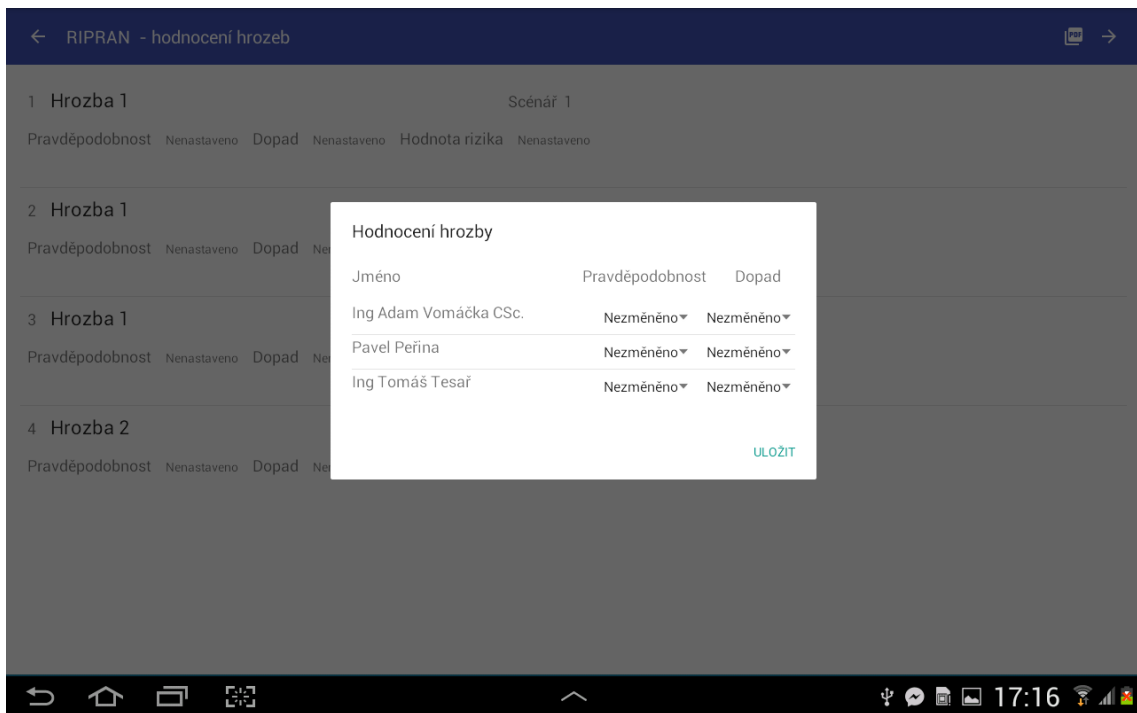 RIPRAN - hodnocení hrozeb
PDF
1 Hrozba 1 Scénář 1
Pravděpodobnost Nenastaveno Dopad Nenastaveno Hodnota rizika Nenastaveno
2 Hrozba 1
Pravděpodobnost Nenastaveno Dopad
3 Hrozba 1
Pravděpodobnost Nenastaveno Dopad
4 Hrozba 2
Pravděpodobnost Nenastaveno Dopad
Hodnocení hrozby
Jméno Pravděpodobnost Dopad
Ing Adam Vomáčka CSc. Nezměněno Nezměněno
Pavel Peřina Nezměněno Nezměněno
Ing Tomáš Tesař Nezměněno Nezměněno
ULOŽIT
17:16